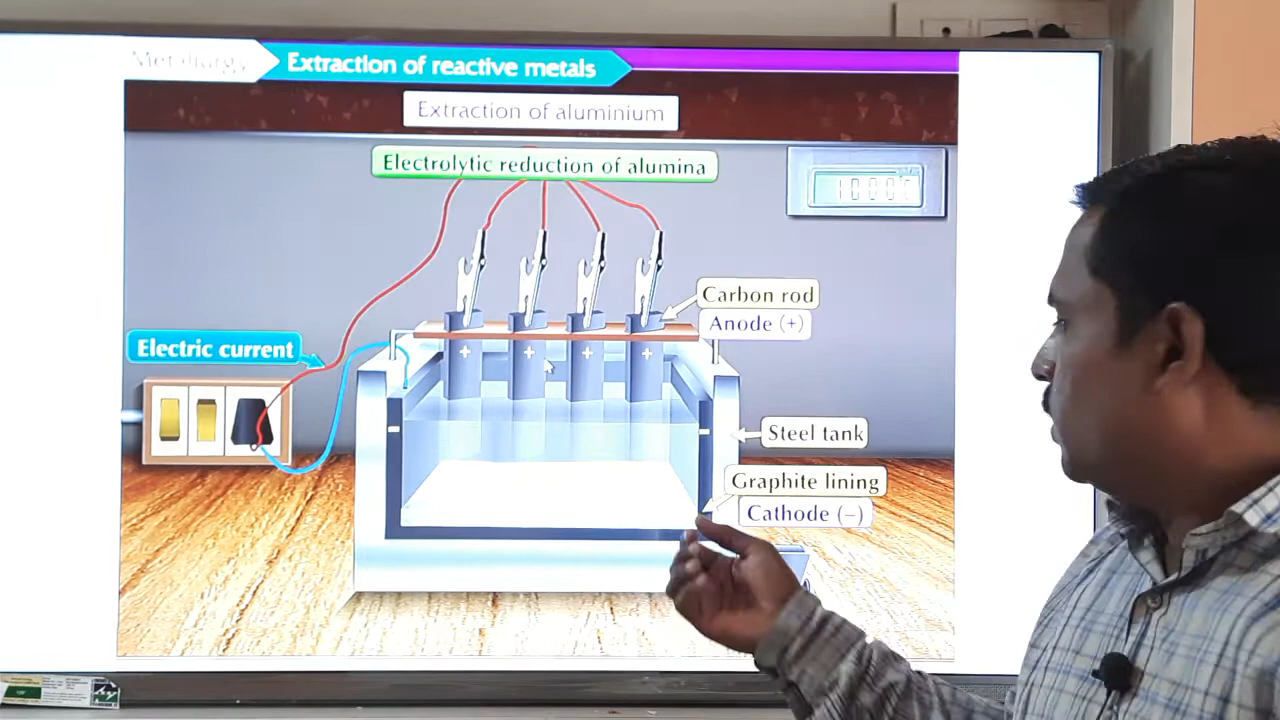 Metallurgy
Extraction of reactive metals
Extraction of aluminium
Electrolytic reduction of alumina
Carbon rod
Anode (+)
Electric current
+ + + +
Steel tank
Graphite lining
Cathode (–)